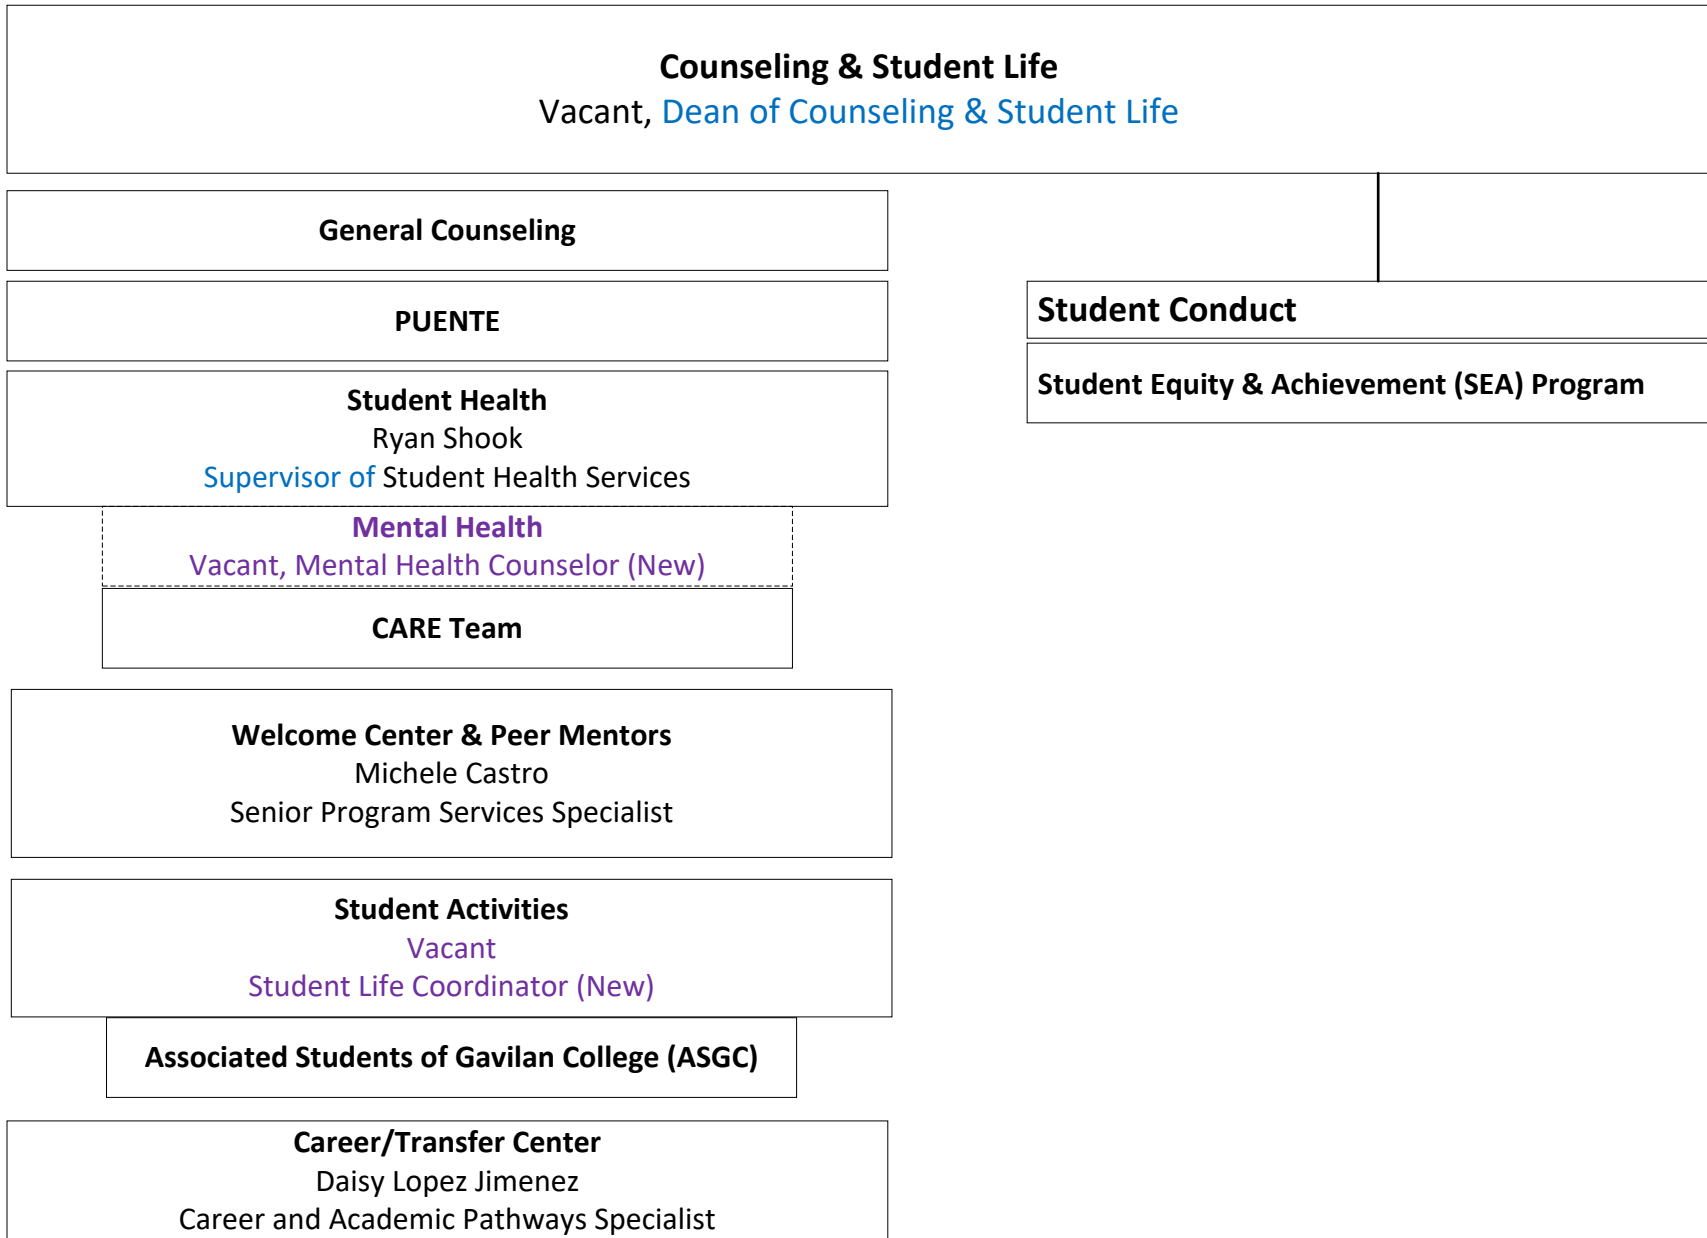 Counseling & Student Life
Vacant, Dean of Counseling & Student Life
General Counseling
PUENTE
Student Health
Ryan Shook
Supervisor of Student Health Services
Mental Health
Vacant, Mental Health Counselor (New)
CARE Team
Welcome Center & Peer Mentors
Michele Castro
Senior Program Services Specialist
Student Activities
Vacant
Student Life Coordinator (New)
Associated Students of Gavilan College (ASGC)
Career/Transfer Center
Daisy Lopez Jimenez
Career and Academic Pathways Specialist
Student Conduct
Student Equity & Achievement (SEA) Program